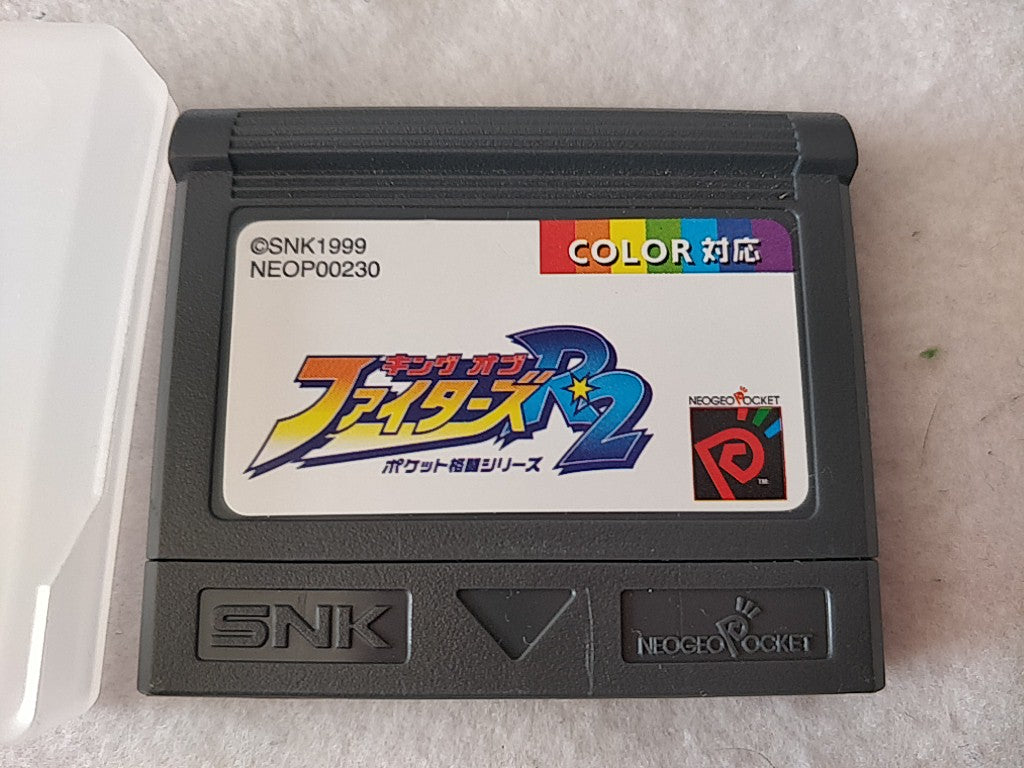 ©SNK1999
NEOP00230
COLOR 対応
キング オブ
ファイターズR2
ポケット格闘シリーズ
NEOGEO POCKET
TM
SNK
NEOGEO POCKET